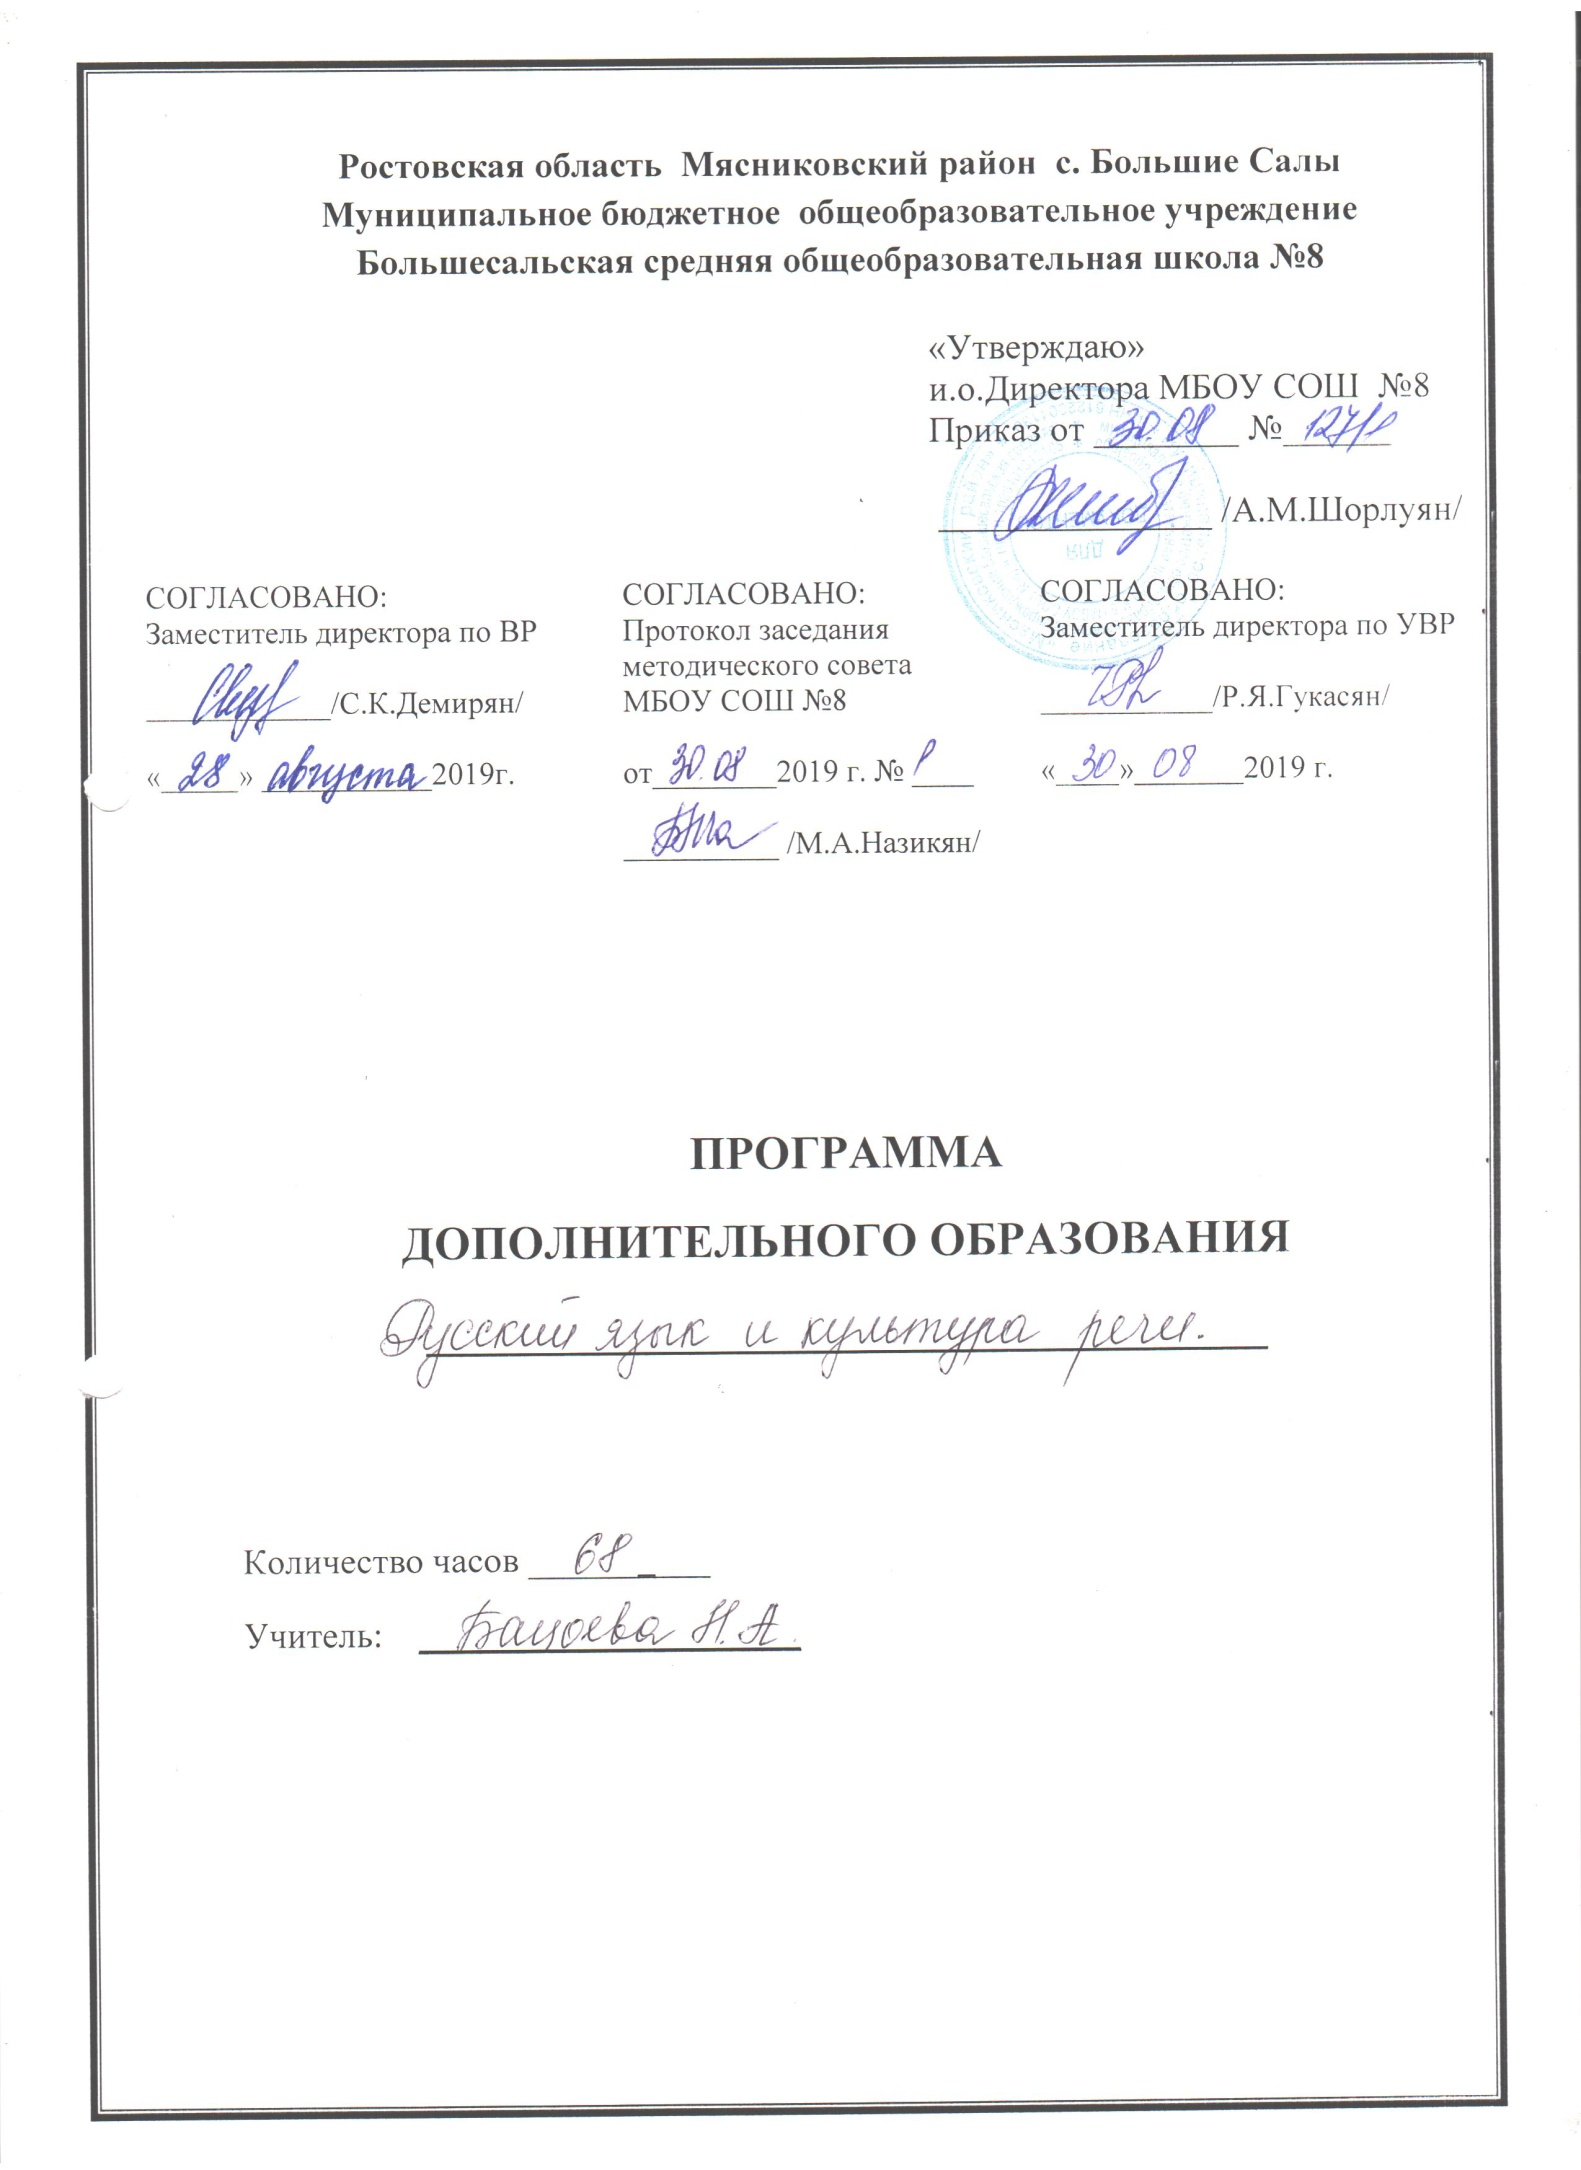 Ростовская область Мясниковский район с. Большие Салы
Муниципальное бюджетное общеобразовательное учреждение
Большесальская средняя общеобразовательная школа №8
«Утверждаю»
и.о.Директора МБОУ СОШ №8
Приказ от 30.08 № 127/1
/А.М.Шорлуян/
СОГЛАСОВАНО:
Заместитель директора по ВР
/С.К.Демирян/
«28» августа 2019г.
СОГЛАСОВАНО:
Протокол заседания
методического совета
МБОУ СОШ №8
от 30.08 2019 г. № 1
/М.А.Назикян/
СОГЛАСОВАНО:
Заместитель директора по УВР
/Р.Я.Гукасян/
«30» 08 2019 г.
ПРОГРАММА
ДОПОЛНИТЕЛЬНОГО ОБРАЗОВАНИЯ
Русский язык и культура речи.
Количество часов 68
Учитель: Бацоева Н.А.